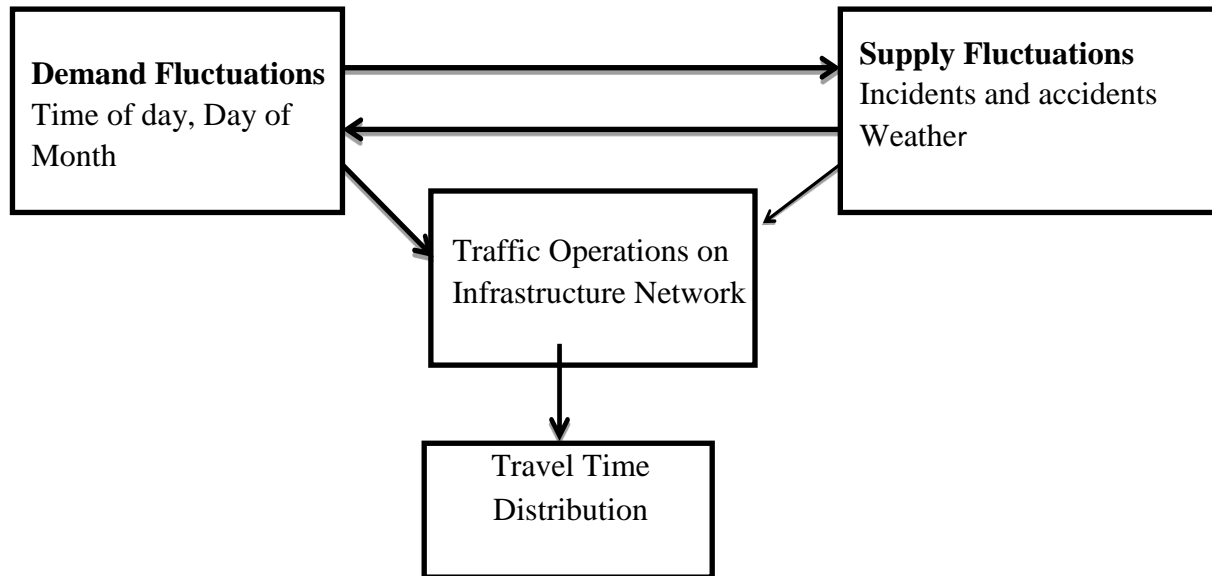 Demand Fluctuations
Time of day, Day of
Month
Supply Fluctuations
Incidents and accidents
Weather
Traffic Operations on
Infrastructure Network
Travel Time
Distribution